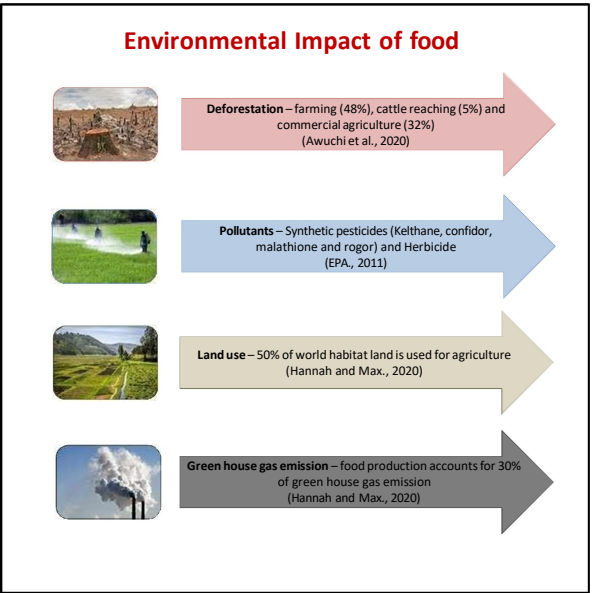 Environmental Impact of food
Deforestation – farming (48%), cattle reaching (5%) and
commercial agriculture (32%)
(Awuchi et al., 2020)
Pollutants – Synthetic pesticides (Kelthane, confidor,
malathione and rogor) and Herbicide
(EPA., 2011)
Land use – 50% of world habitat land is used for agriculture
(Hannah and Max., 2020)
Green house gas emission – food production accounts for 30%
of green house gas emission
(Hannah and Max., 2020)